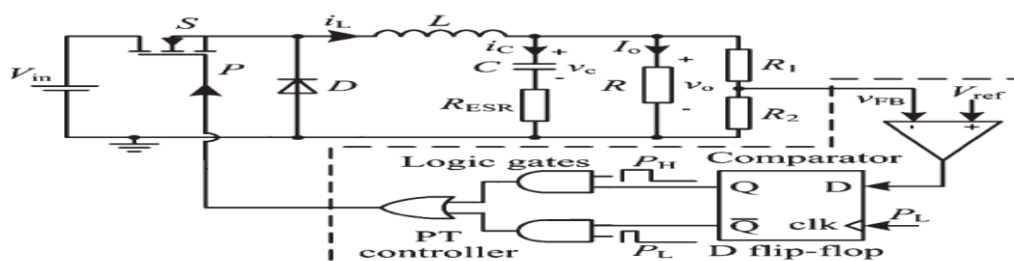 S
i_L
L
V_in
P
D
i_C
+
C
-
v_c
R_ESR
I_o
+
R
v_o
-
R_1
R_2
v_FB
V_ref
-
+
Logic gates
P_H
Comparator
Q
D
Q̅
clk
P_L
PT
controller
P_L
D flip-flop